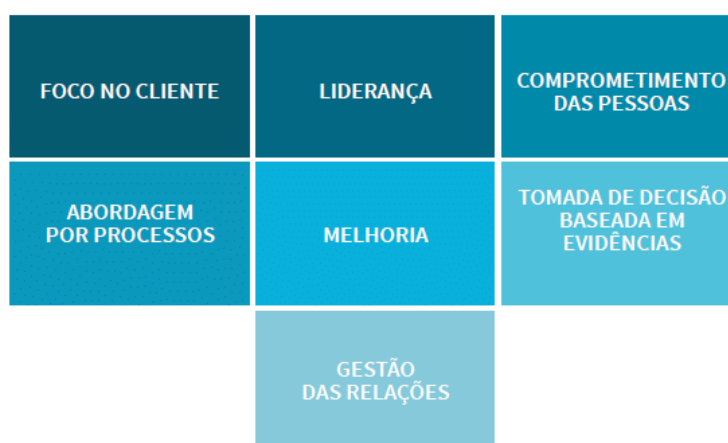 FOCO NO CLIENTE
LIDERANÇA
COMPROMETIMENTO
DAS PESSOAS
ABORDAGEM
POR PROCESSOS
MELHORIA
TOMADA DE DECISÃO
BASEADA EM
EVIDÊNCIAS
GESTÃO
DAS RELAÇÕES